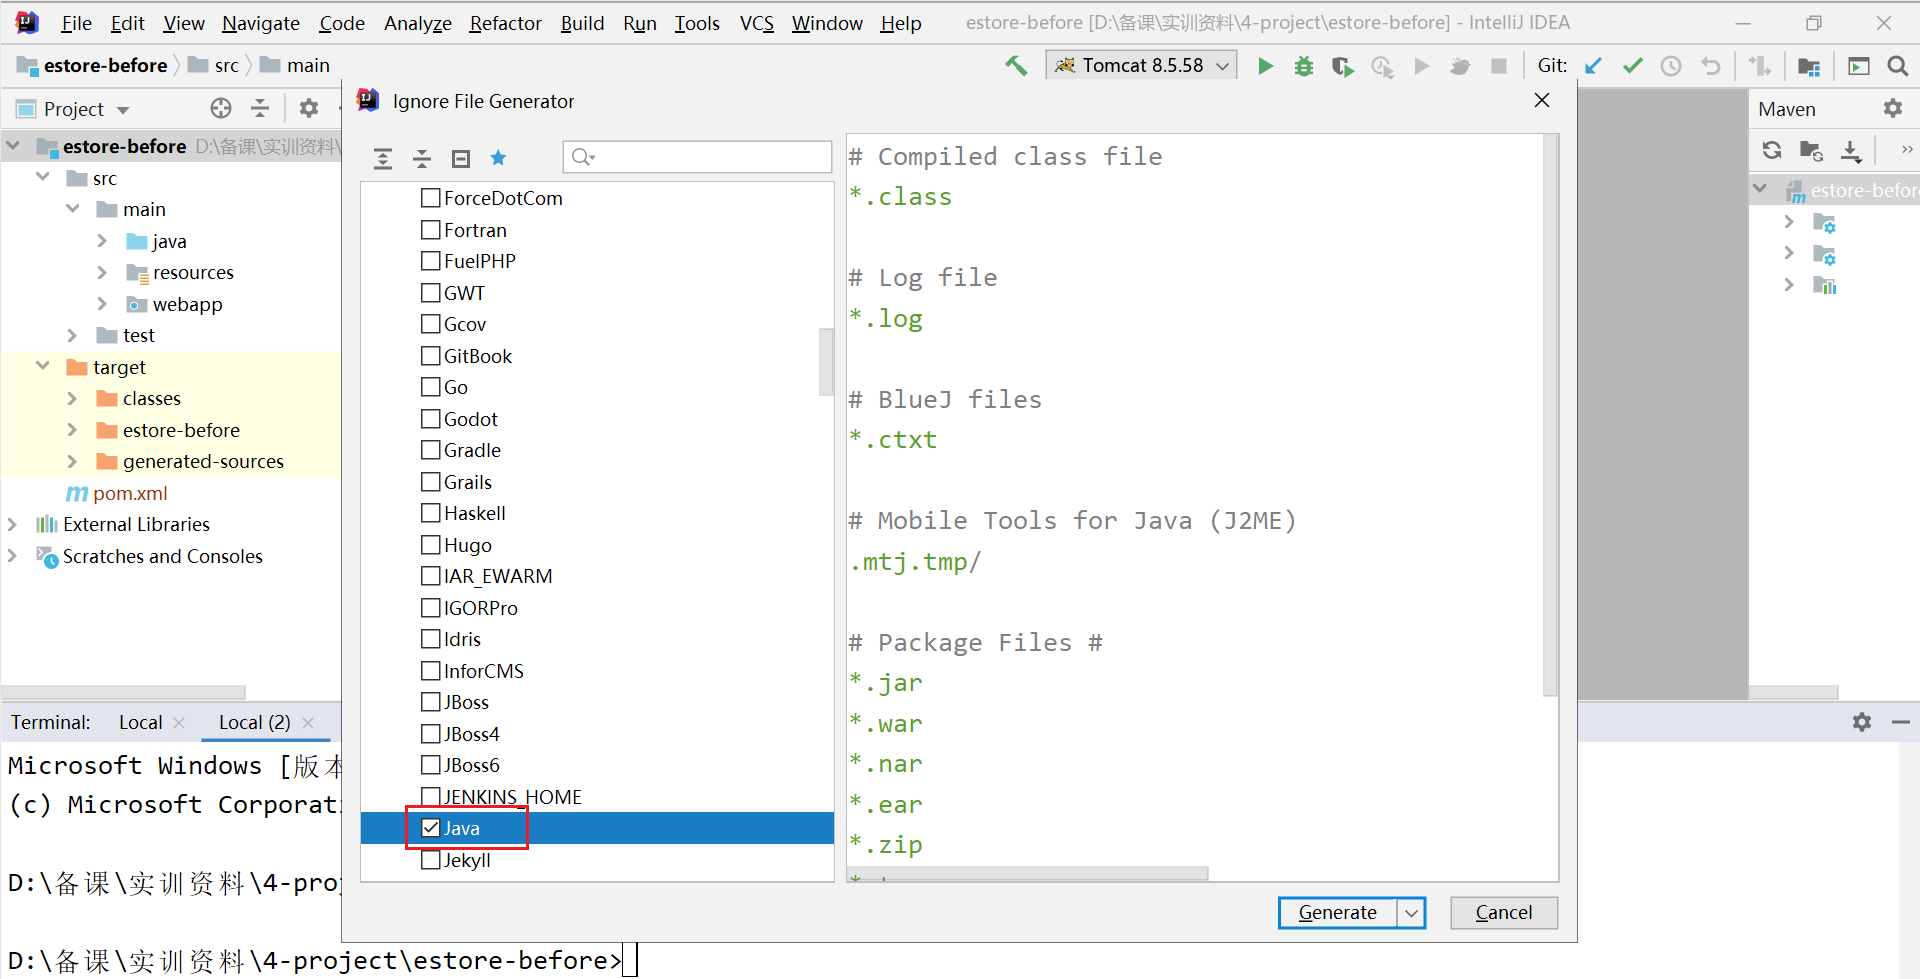 File Edit View Navigate Code Analyze Refactor Build Run Tools VCS Window Help estore-before [D:\备课\实训资料\4-project\estore-before] - IntelliJ IDEA
estore-before src main Tomcat 8.5.58 Git:
Project
Ignore File Generator
Maven
estore-before D:\备课\实训资料\
src
main
java
resources
webapp
test
target
classes
estore-before
generated-sources
pom.xml
External Libraries
Scratches and Consoles
ForceDotCom
Fortran
FuelPHP
GWT
Gcov
GitBook
Go
Godot
Gradle
Grails
Haskell
Hugo
IAR_EWARM
IGORPro
Idris
InforCMS
JBoss
JBoss4
JBoss6
JENKINS_HOME
Java
Jekyll
# Compiled class file
*.class
# Log file
*.log
# BlueJ files
*.ctxt
# Mobile Tools for Java (J2ME)
.mtj.tmp/
# Package Files #
*.jar
*.war
*.nar
*.ear
*.zip
Generate Cancel
estore-befor
Terminal: Local Local (2)
Microsoft Windows [版本
(c) Microsoft Corporat
D:\备课\实训资料\4-pro
D:\备课\实训资料\4-project\estore-before>